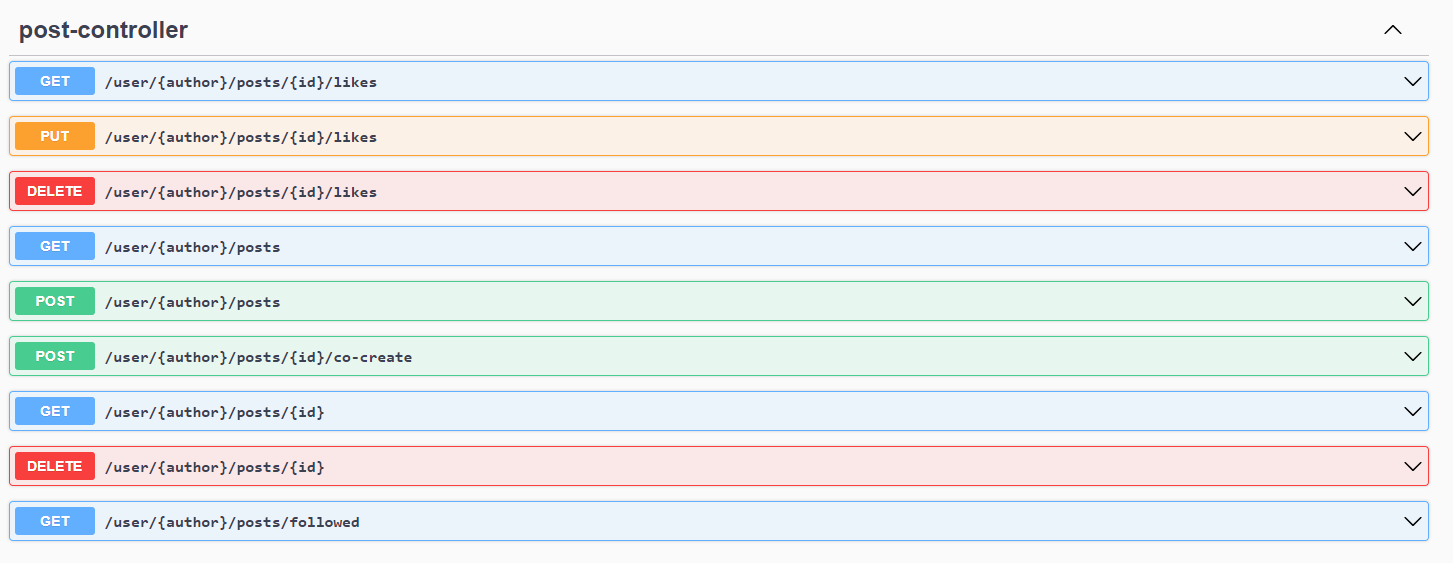 post-controller
GET /user/{author}/posts/{id}/likes
PUT /user/{author}/posts/{id}/likes
DELETE /user/{author}/posts/{id}/likes
GET /user/{author}/posts
POST /user/{author}/posts
POST /user/{author}/posts/{id}/co-create
GET /user/{author}/posts/{id}
DELETE /user/{author}/posts/{id}
GET /user/{author}/posts/followed